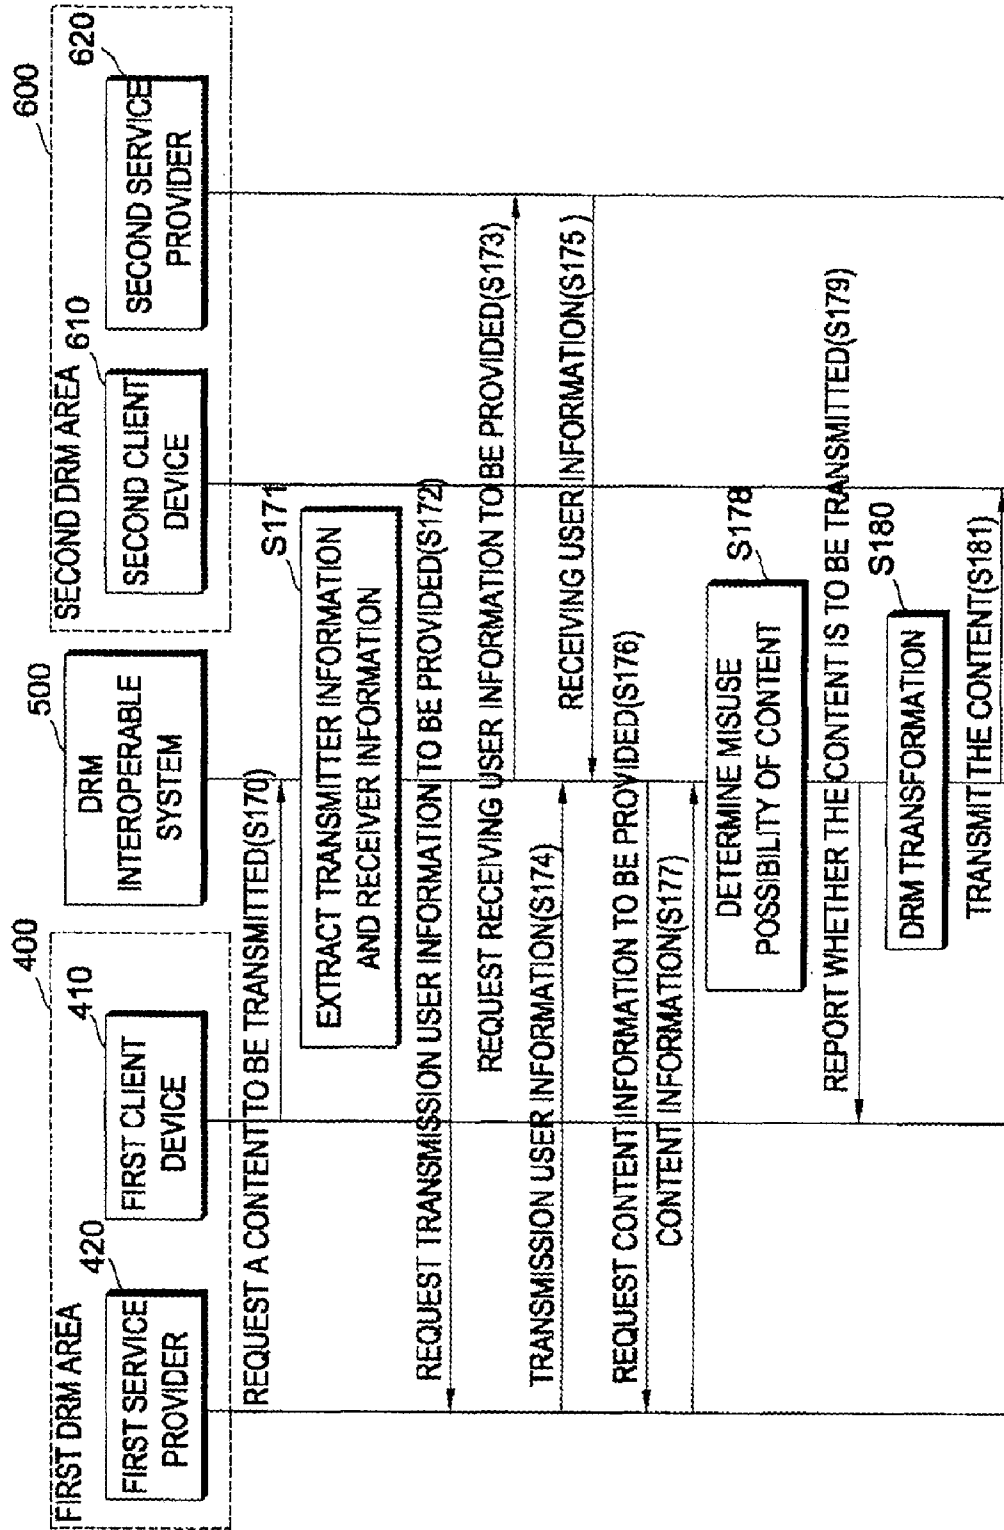 FIRST DRM AREA
400
FIRST SERVICE
PROVIDER
420
FIRST CLIENT
DEVICE
410
DRM
INTEROPERABLE
SYSTEM
500
SECOND DRM AREA
600
SECOND CLIENT
DEVICE
610
SECOND SERVICE
PROVIDER
620
REQUEST A CONTENT TO BE TRANSMITTED(S170)
EXTRACT TRANSMITTER INFORMATION
AND RECEIVER INFORMATION
S171
REQUEST TRANSMISSION USER INFORMATION TO BE PROVIDED(S172)
REQUEST RECEIVING USER INFORMATION TO BE PROVIDED(S173)
TRANSMISSION USER INFORMATION(S174)
RECEIVING USER INFORMATION(S175 )
REQUEST CONTENT INFORMATION TO BE PROVIDED(S176)
CONTENT INFORMATION(S177)
DETERMINE MISUSE
POSSIBILITY OF CONTENT
S178
REPORT WHETHER THE CONTENT IS TO BE TRANSMITTED(S179)
DRM TRANSFORMATION
S180
TRANSMIT THE CONTENT(S181)